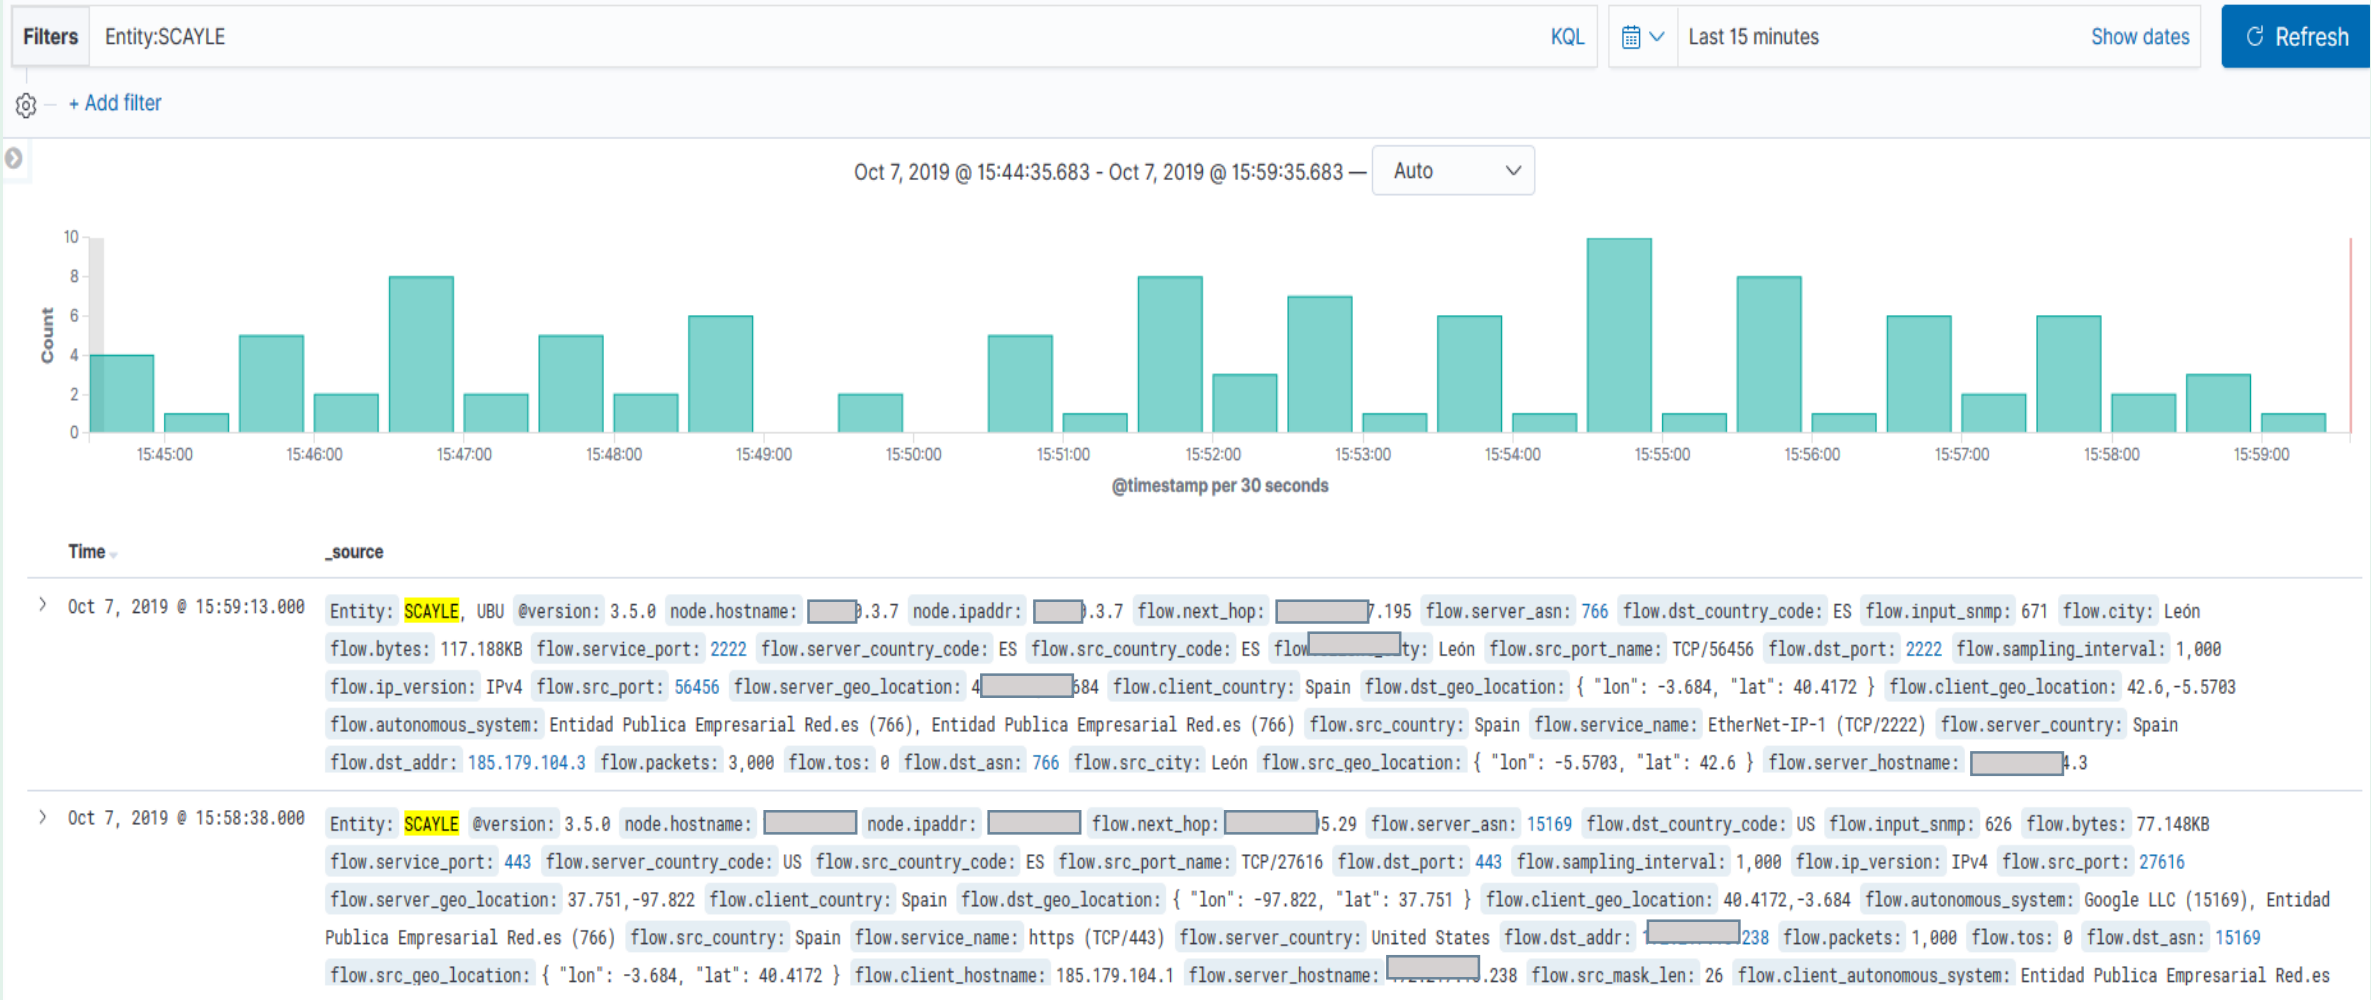 Filters Entity:SCAYLE KQL Last 15 minutes Show dates Refresh
+ Add filter
Oct 7, 2019 @ 15:44:35.683 - Oct 7, 2019 @ 15:59:35.683 — Auto
10
8
6
4
2
0
Count
15:45:00 15:46:00 15:47:00 15:48:00 15:49:00 15:50:00 15:51:00 15:52:00 15:53:00 15:54:00 15:55:00 15:56:00 15:57:00 15:58:00 15:59:00
@timestamp per 30 seconds
Time _source
Oct 7, 2019 @ 15:59:13.000 Entity: SCAYLE, UBU @version: 3.5.0 node.hostname: .3.7 node.ipaddr: .3.7 flow.next_hop: 7.195 flow.server_asn: 766 flow.dst_country_code: ES flow.input_snmp: 671 flow.city: León
flow.bytes: 117.188KB flow.service_port: 2222 flow.server_country_code: ES flow.src_country_code: ES flow ty: León flow.src_port_name: TCP/56456 flow.dst_port: 2222 flow.sampling_interval: 1,000
flow.ip_version: IPv4 flow.src_port: 56456 flow.server_geo_location: 4 684 flow.client_country: Spain flow.dst_geo_location: { "lon": -3.684, "lat": 40.4172 } flow.client_geo_location: 42.6,-5.5703
flow.autonomous_system: Entidad Publica Empresarial Red.es (766), Entidad Publica Empresarial Red.es (766) flow.src_country: Spain flow.service_name: EtherNet-IP-1 (TCP/2222) flow.server_country: Spain
flow.dst_addr: 185.179.104.3 flow.packets: 3,000 flow.tos: 0 flow.dst_asn: 766 flow.src_city: León flow.src_geo_location: { "lon": -5.5703, "lat": 42.6 } flow.server_hostname: 4.3
Oct 7, 2019 @ 15:58:38.000 Entity: SCAYLE @version: 3.5.0 node.hostname: node.ipaddr: flow.next_hop: 5.29 flow.server_asn: 15169 flow.dst_country_code: US flow.input_snmp: 626 flow.bytes: 77.148KB
flow.service_port: 443 flow.server_country_code: US flow.src_country_code: ES flow.src_port_name: TCP/27616 flow.dst_port: 443 flow.sampling_interval: 1,000 flow.ip_version: IPv4 flow.src_port: 27616
flow.server_geo_location: 37.751,-97.822 flow.client_country: Spain flow.dst_geo_location: { "lon": -97.822, "lat": 37.751 } flow.client_geo_location: 40.4172,-3.684 flow.autonomous_system: Google LLC (15169), Entidad
Publica Empresarial Red.es (766) flow.src_country: Spain flow.service_name: https (TCP/443) flow.server_country: United States flow.dst_addr: 238 flow.packets: 1,000 flow.tos: 0 flow.dst_asn: 15169
flow.src_geo_location: { "lon": -3.684, "lat": 40.4172 } flow.client_hostname: 185.179.104.1 flow.server_hostname: .238 flow.src_mask_len: 26 flow.client_autonomous_system: Entidad Publica Empresarial Red.es